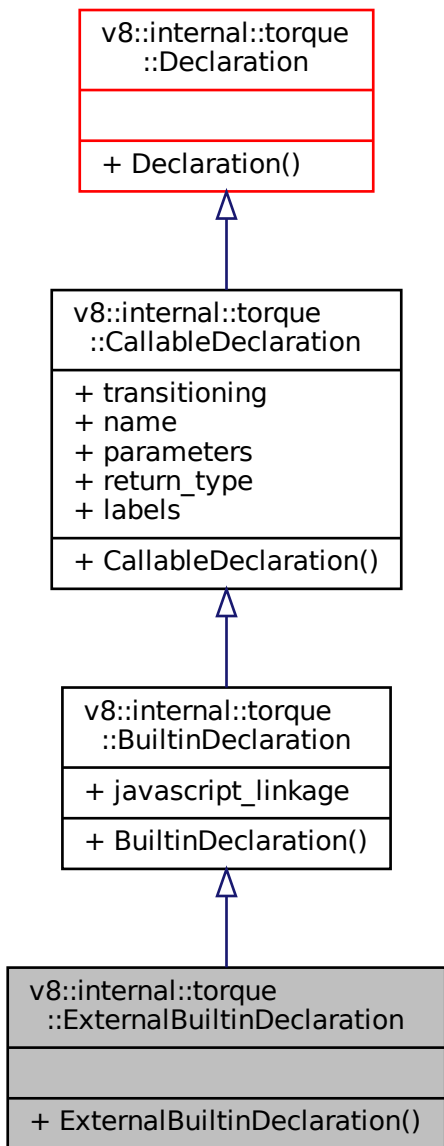 v8::internal::torque
::Declaration
+ Declaration()
v8::internal::torque
::CallableDeclaration
+ transitioning
+ name
+ parameters
+ return_type
+ labels
+ CallableDeclaration()
v8::internal::torque
::BuiltinDeclaration
+ javascript_linkage
+ BuiltinDeclaration()
v8::internal::torque
::ExternalBuiltinDeclaration
+ ExternalBuiltinDeclaration()